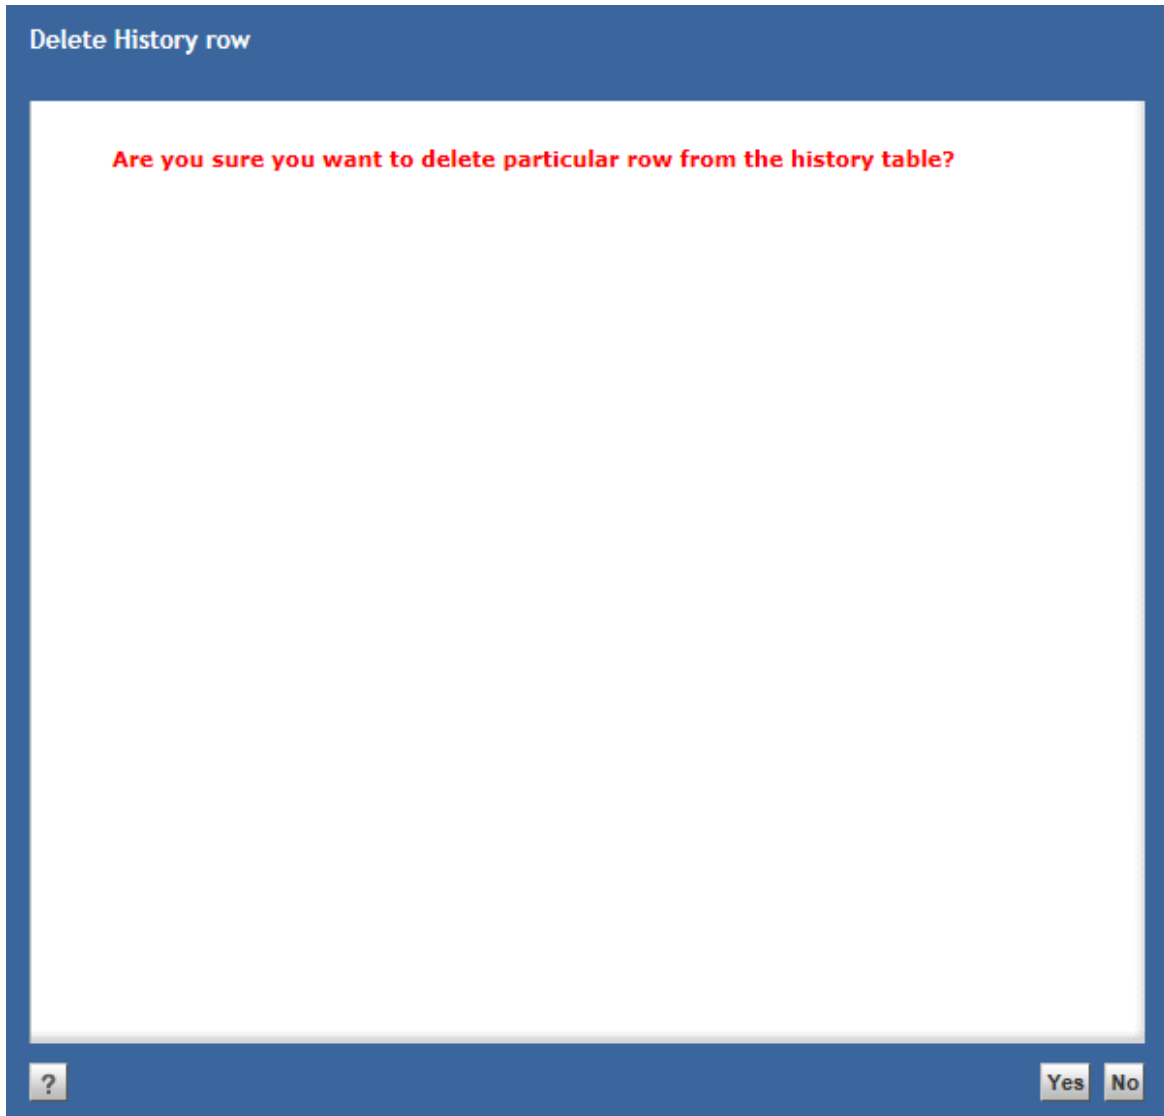 Delete History row
Are you sure you want to delete particular row from the history table?
?
Yes No